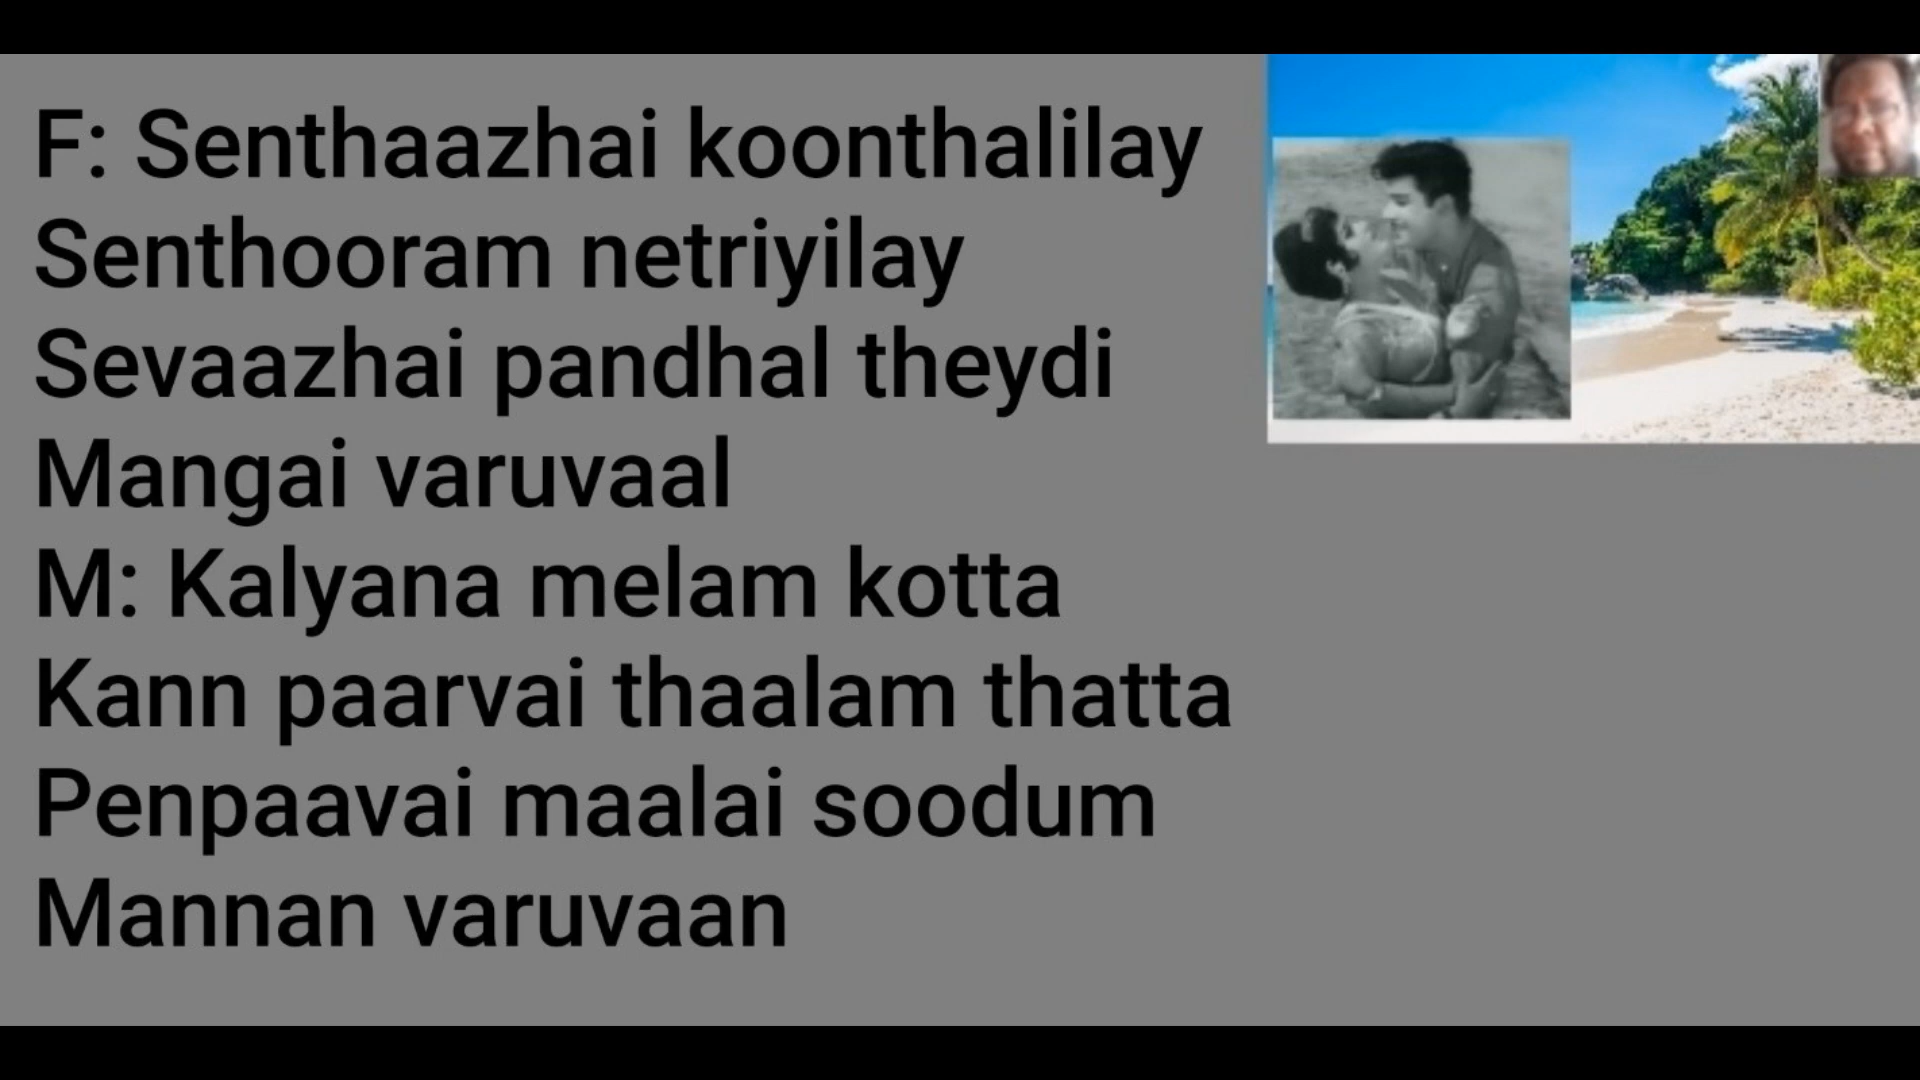 F: Senthaazhai koonthalilay
Senthooram netriyilay
Sevaazhai pandhal theydi
Mangai varuvaal
M: Kalyana melam kotta
Kann paarvai thaalam thatta
Penpaavai maalai soodum
Mannan varuvaan